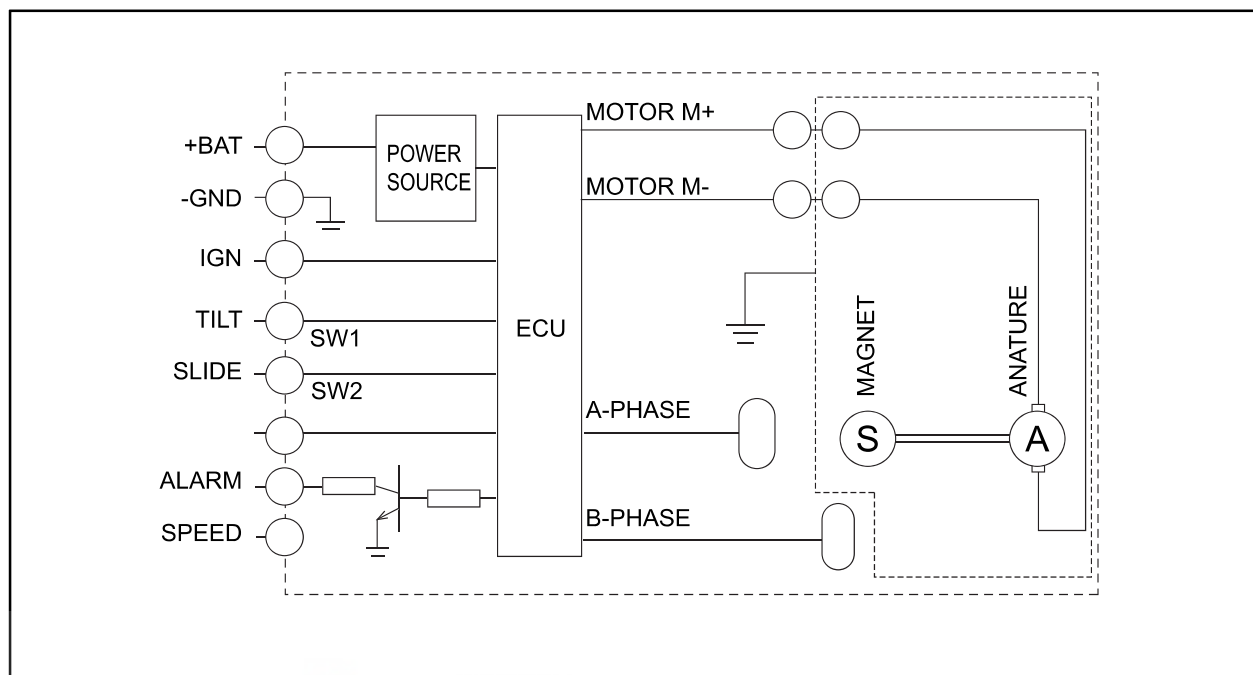 MOTOR M+
+BAT
POWER
SOURCE
MOTOR M-
-GND
IGN
TILT
SW1
ECU
MAGNET
ANATURE
SLIDE
SW2
A-PHASE
S
A
ALARM
B-PHASE
SPEED